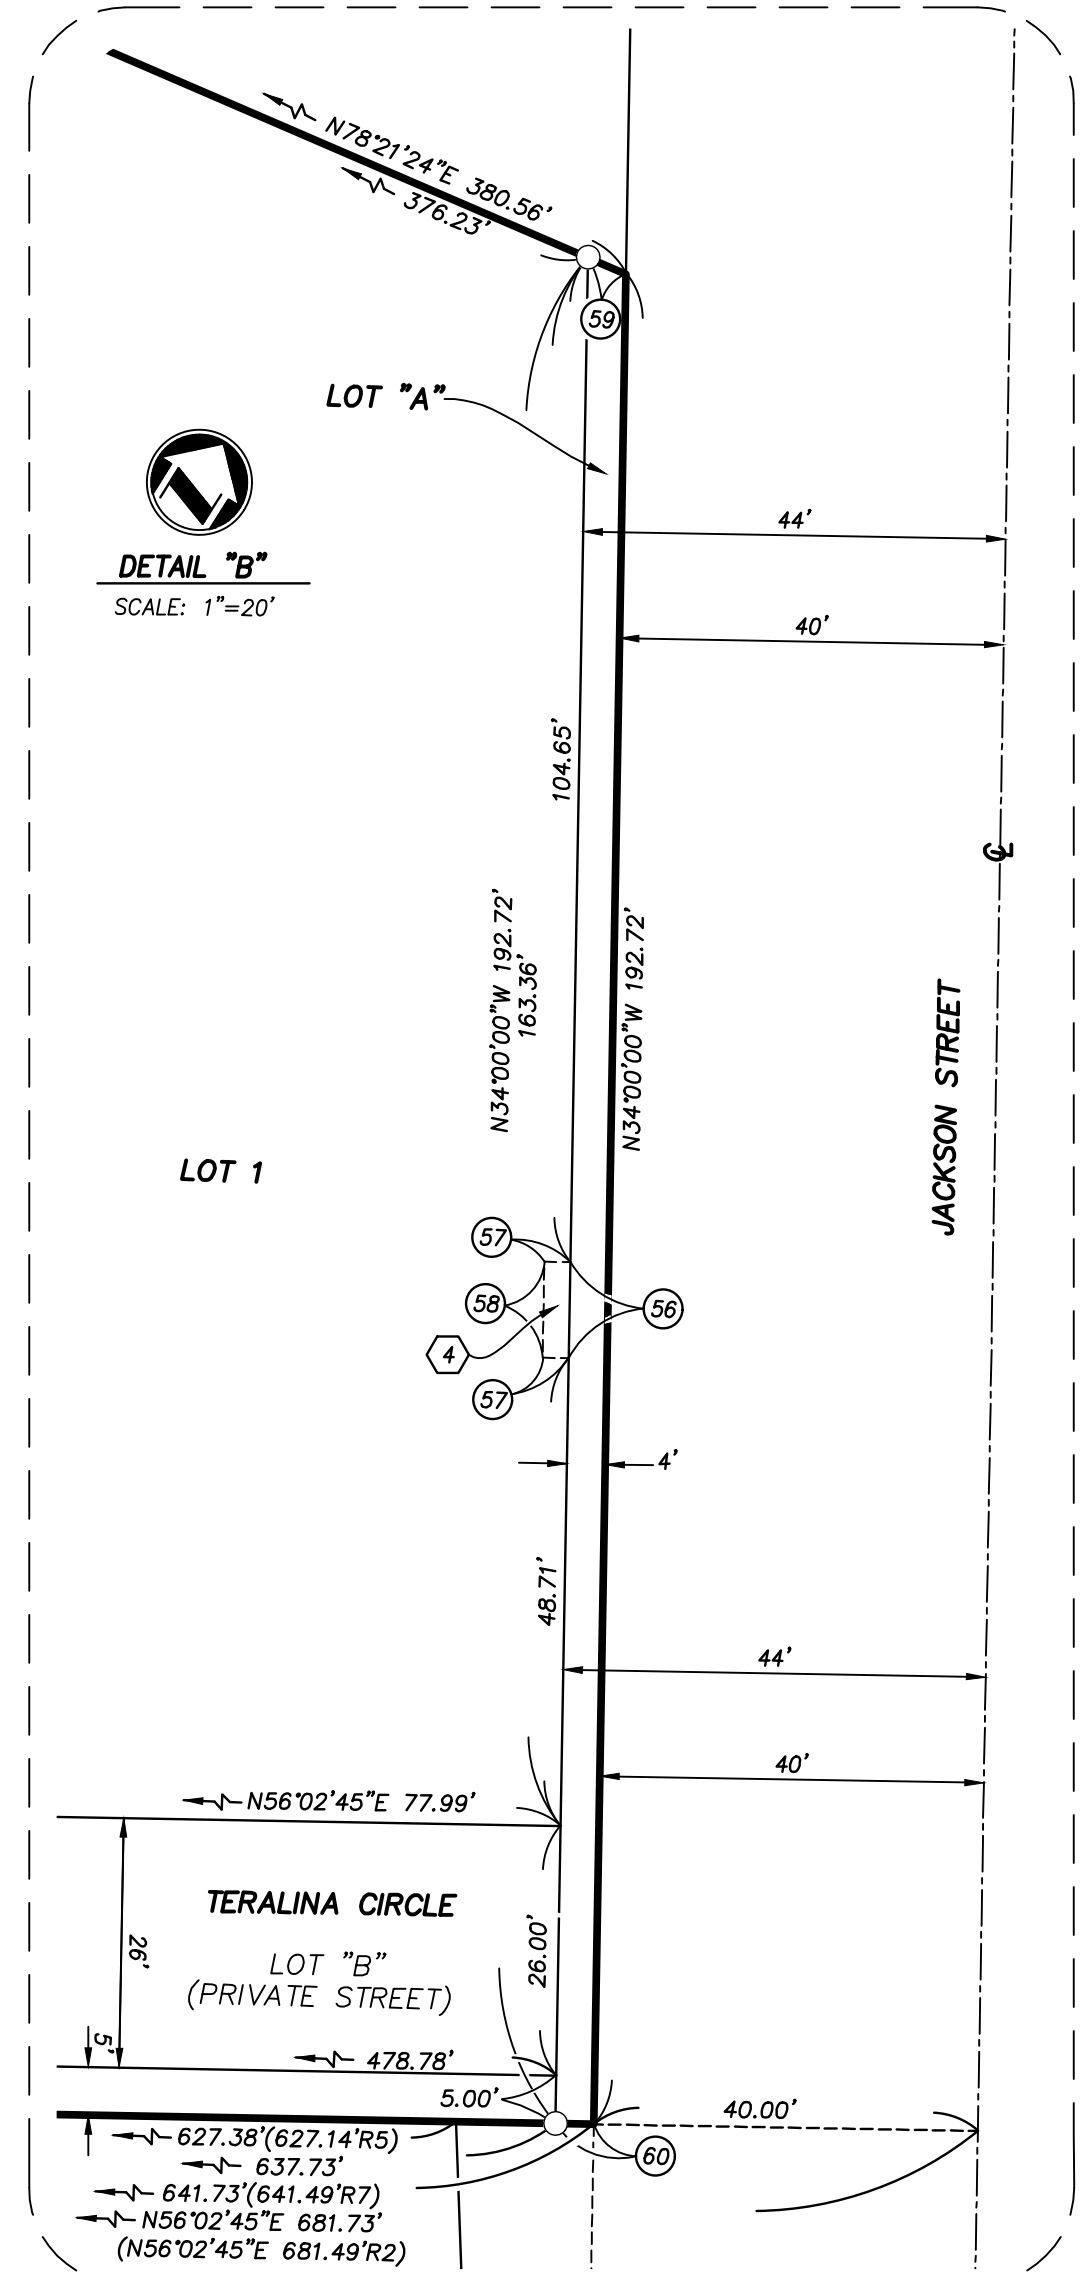 N78°21'24"E 380.56'
376.23'
59
LOT "A"
DETAIL "B"
SCALE: 1"=20'
44'
40'
104.65'
N34°00'00"W 192.72'
163.36'
N34°00'00"W 192.72'
JACKSON STREET
LOT 1
57
58
56
4
57
4'
48.71'
44'
40'
N56°02'45"E 77.99'
TERALINA CIRCLE
LOT "B"
(PRIVATE STREET)
26'
26.00'
5'
478.78'
5.00'
40.00'
60
627.38'(627.14'R5)
637.73'
641.73'(641.49'R7)
N56°02'45"E 681.73'
(N56°02'45"E 681.49'R2)